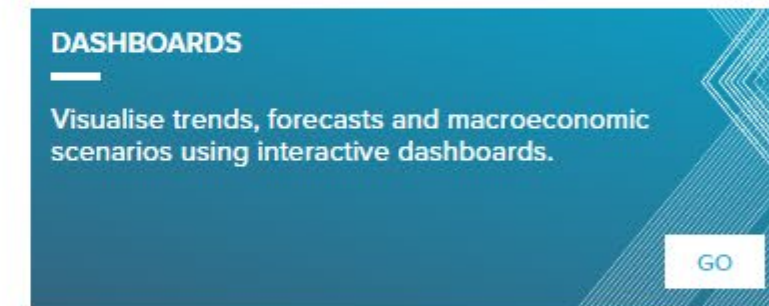 DASHBOARDS
Visualise trends, forecasts and macroeconomic
scenarios using interactive dashboards.
GO